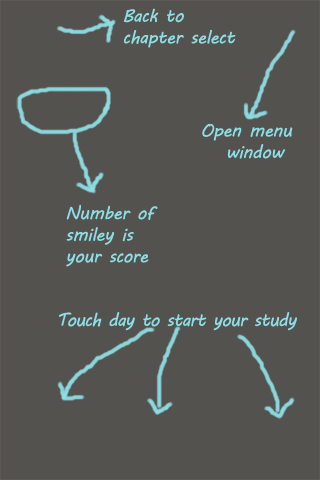 Back to
chapter select
Open menu
window
Number of
smiley is
your score
Touch day to start your study